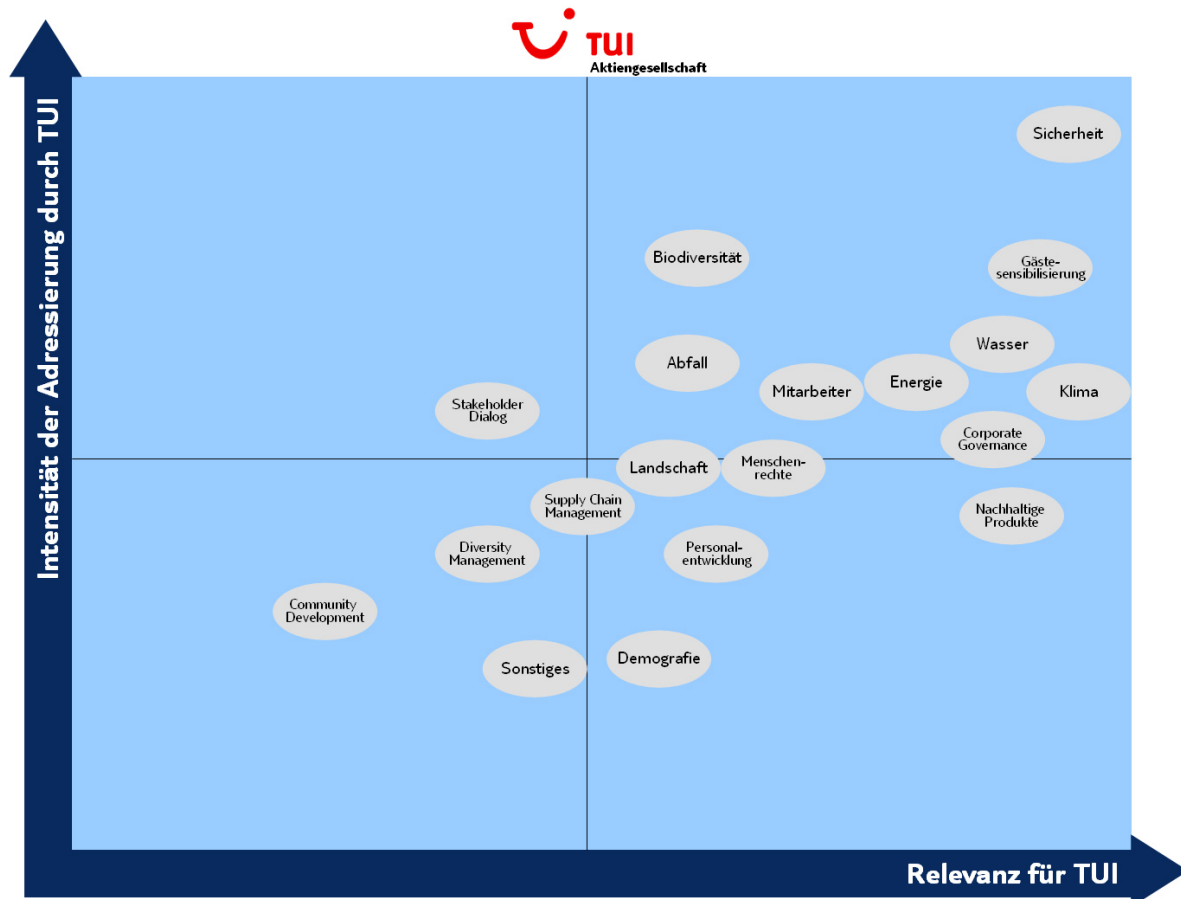 TUI
Aktiengesellschaft
Intensität der Adressierung durch TUI
Sicherheit
Biodiversität
Gäste-
sensibilisierung
Wasser
Abfall
Energie
Mitarbeiter
Klima
Stakeholder
Dialog
Corporate
Governance
Landschaft
Menschen-
rechte
Supply Chain
Management
Nachhaltige
Produkte
Diversity
Management
Personal-
entwicklung
Community
Development
Demografie
Sonstiges
Relevanz für TUI